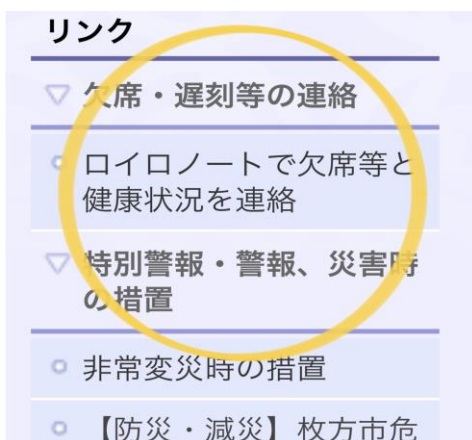 リンク
欠席・遅刻等の連絡
ロイロノートで欠席等と
健康状況を連絡
特別警報・警報、災害時
の措置
非常変災時の措置
【防災・減災】枚方市危